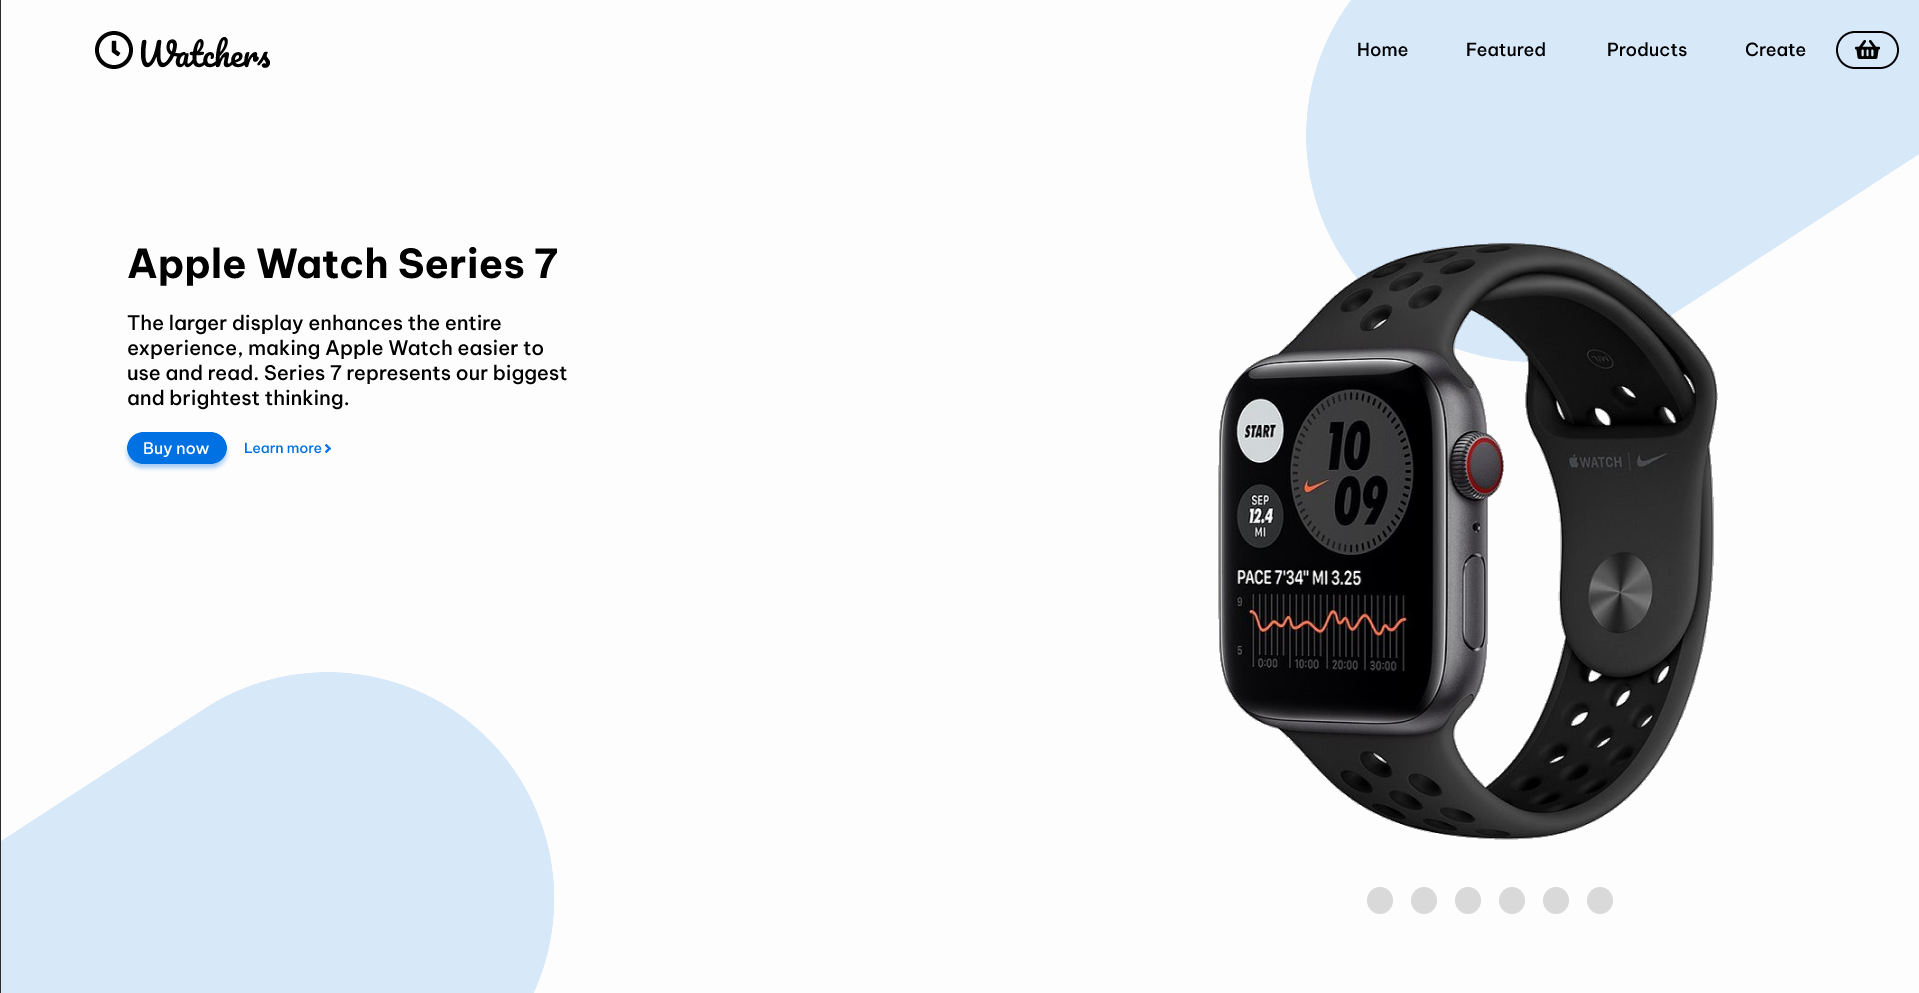 Watchers
Home
Featured
Products
Create
Apple Watch Series 7
The larger display enhances the entire
experience, making Apple Watch easier to
use and read. Series 7 represents our biggest
and brightest thinking.
Buy now
Learn more
START
10
09
SEP
12.4
MI
PACE 7'34" MI 3.25
9
5
0:00
10:00
20:00
30:00
WATCH